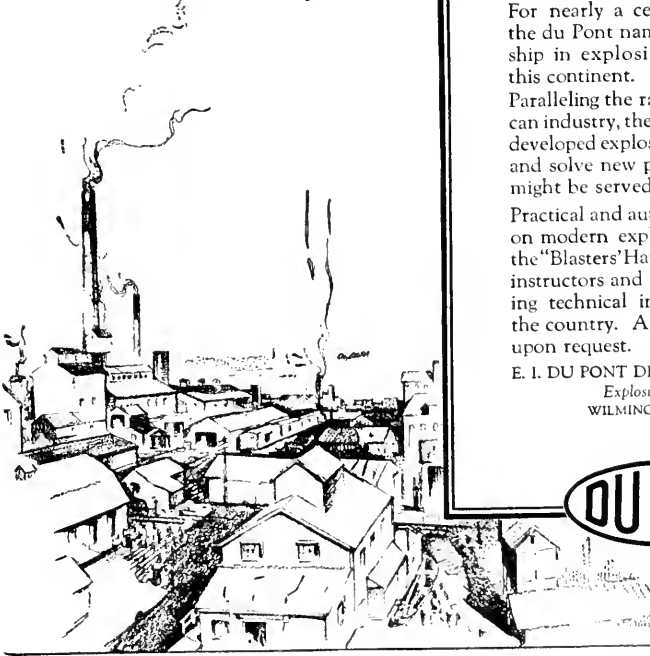 For nearly a ce
the du Pont nam
ship in explosi
this continent.
Paralleling the ra
can industry, the
developed explos
and solve new p
might be served
Practical and aut
on modern exp
the "Blasters' Ha
instructors and
ing technical in
the country. A
upon request.
E. I. DU PONT DE
Explosi
WILMING
DU